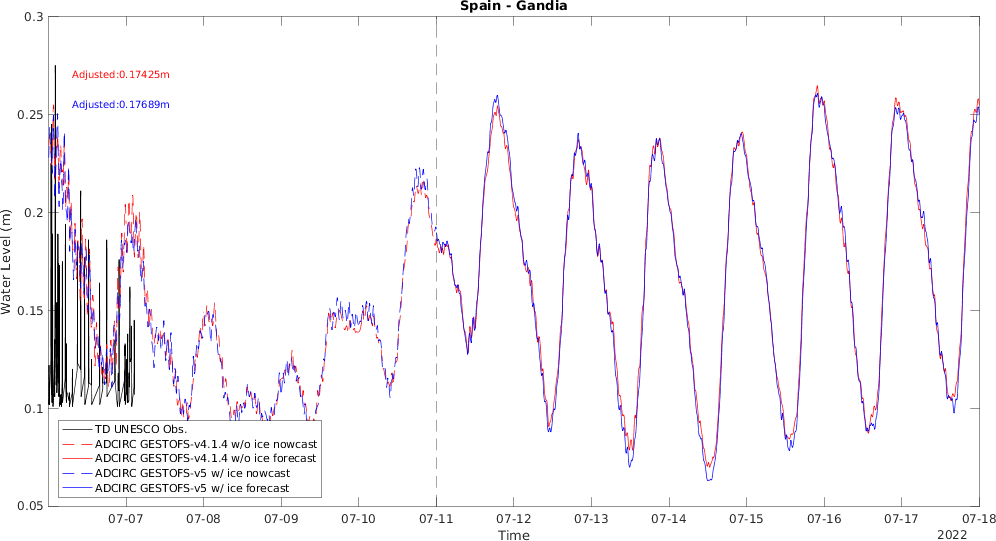 Spain - Gandia
0.3
Adjusted:0.17425m
Adjusted:0.17689m
0.25
0.2
Water Level (m)
0.15
0.1
TD UNESCO Obs.
ADCIRC GESTOFS-v4.1.4 w/o ice nowcast
ADCIRC GESTOFS-v4.1.4 w/o ice forecast
ADCIRC GESTOFS-v5 w/ ice nowcast
ADCIRC GESTOFS-v5 w/ ice forecast
0.05
07-07 07-08 07-09 07-10 07-11 07-12 07-13 07-14 07-15 07-16 07-17 07-18
Time
2022